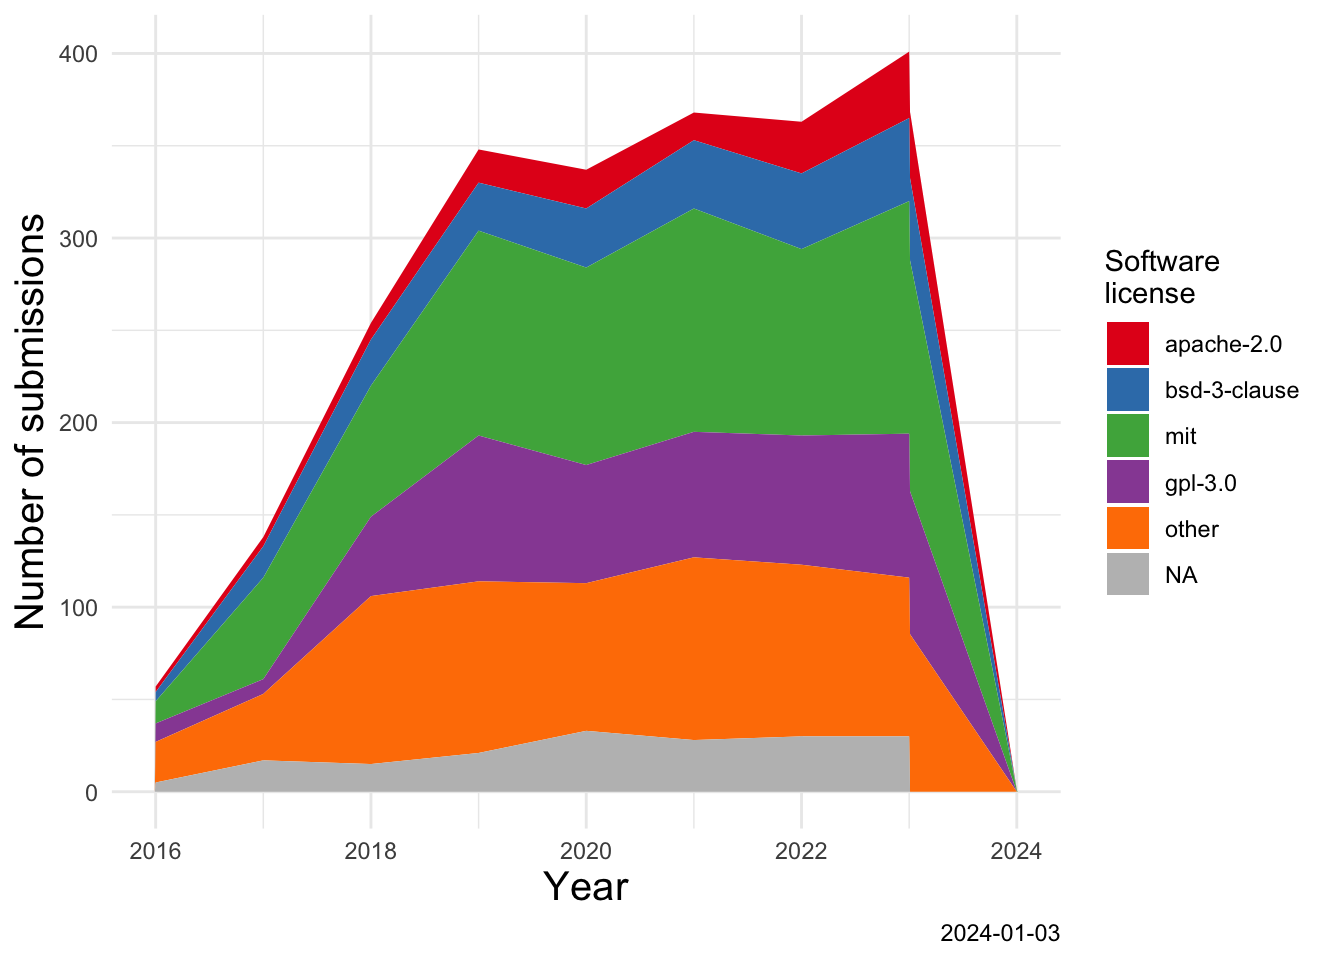 400
300
200
100
0
Number of submissions
2016
2018
2020
2022
2024
Year
Software
license
apache-2.0
bsd-3-clause
mit
gpl-3.0
other
NA
2024-01-03